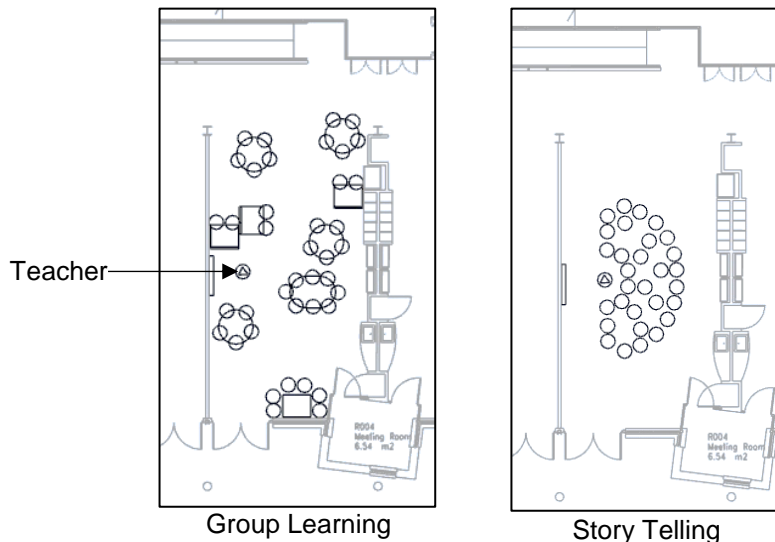 Teacher
R004
Meeting Room
6.54 m2
R004
Meeting Room
6.54 m2
Group Learning
Story Telling